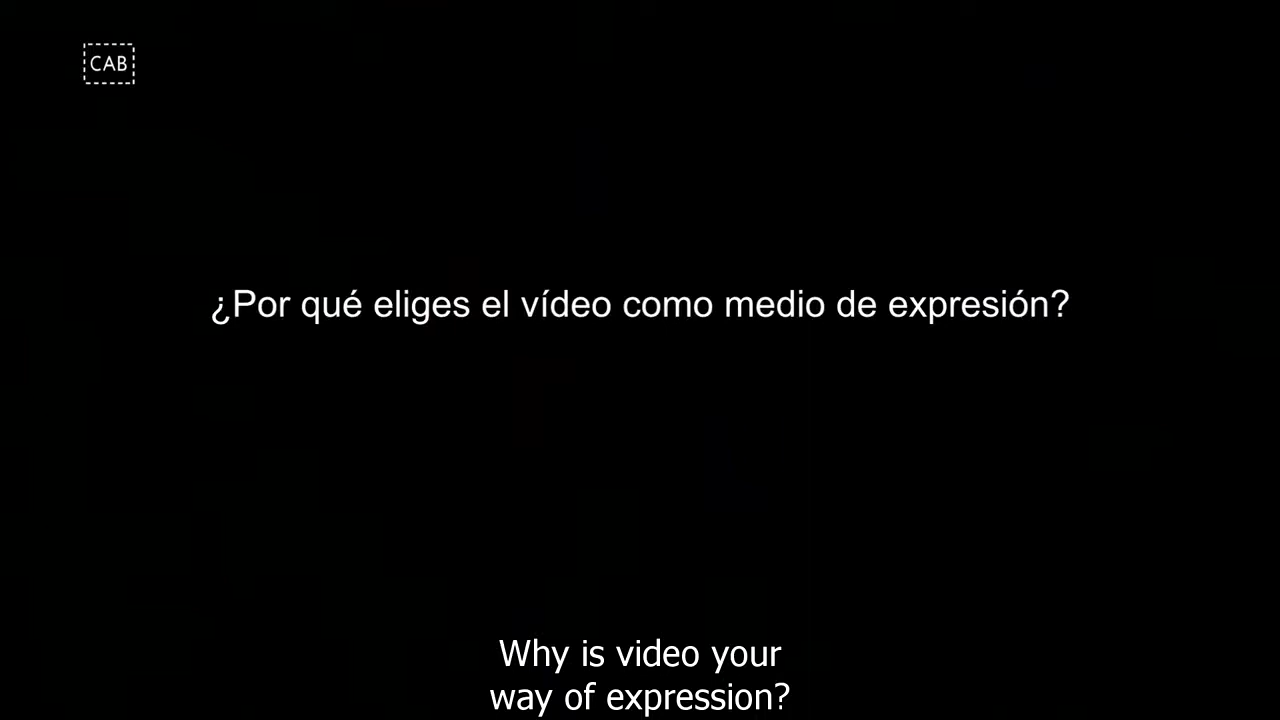 CAB
¿Por qué eliges el vídeo como medio de expresión?
Why is video your
way of expression?